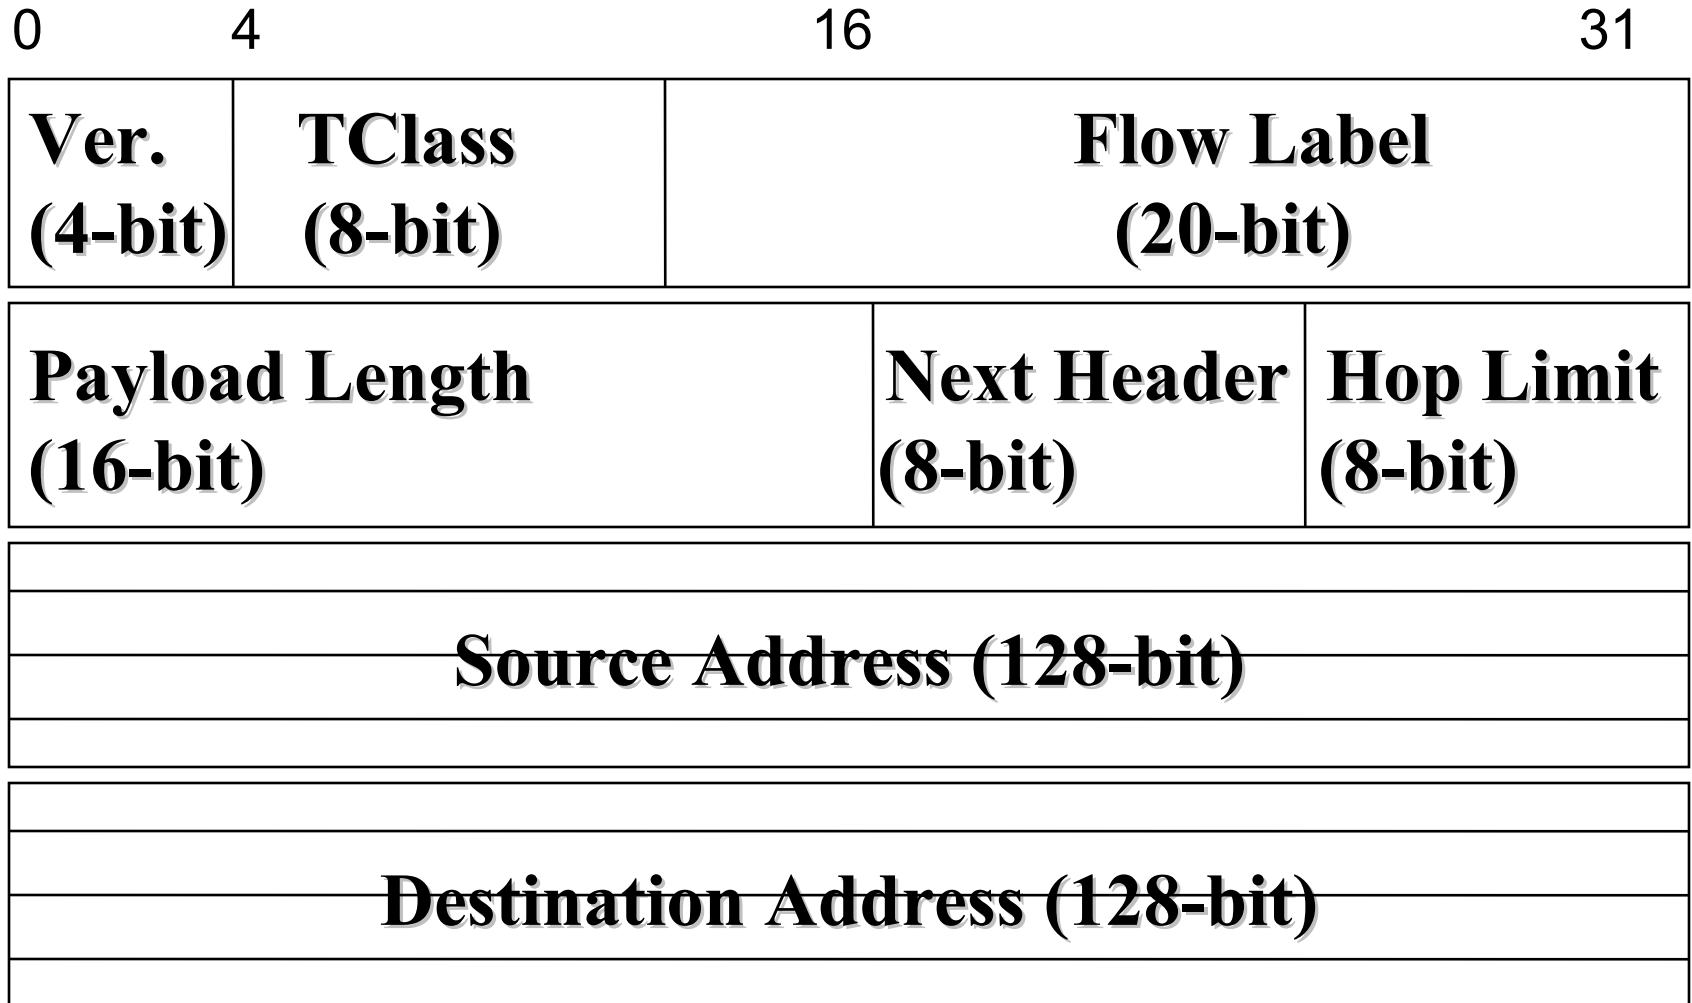 0 4 16 31
Ver. TClass Flow Label
(4-bit) (8-bit) (20-bit)
Payload Length Next Header Hop Limit
(16-bit) (8-bit) (8-bit)
Source Address (128-bit)
Destination Address (128-bit)